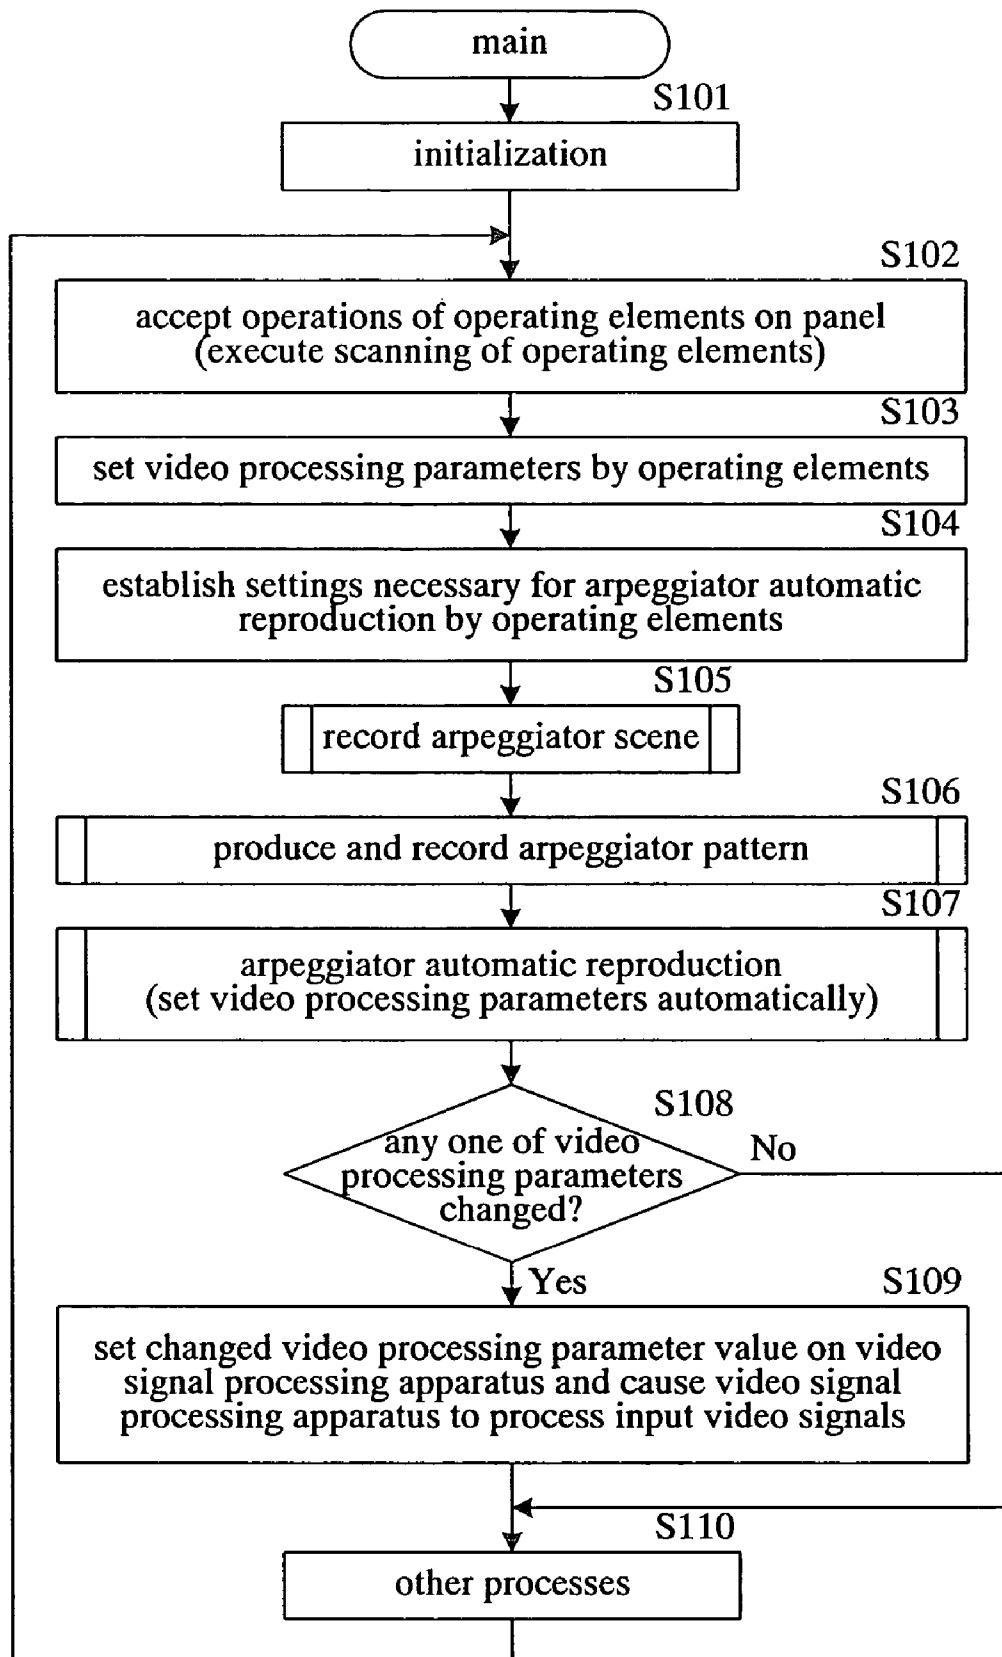 main
S101
initialization
S102
accept operations of operating elements on panel
(execute scanning of operating elements)
S103
set video processing parameters by operating elements
S104
establish settings necessary for arpeggiator automatic
reproduction by operating elements
S105
record arpeggiator scene
S106
produce and record arpeggiator pattern
S107
arpeggiator automatic reproduction
(set video processing parameters automatically)
S108
any one of video
processing parameters
changed?
No
Yes
S109
set changed video processing parameter value on video
signal processing apparatus and cause video signal
processing apparatus to process input video signals
S110
other processes